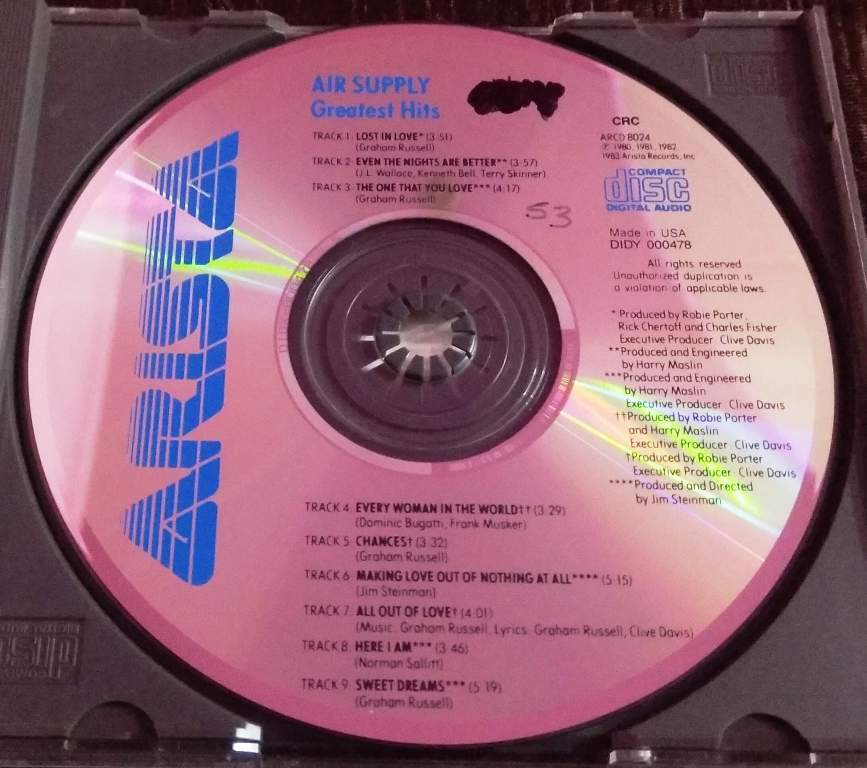 AIR SUPPLY
Greatest Hits
TRACK 1 LOST IN LOVE* (3:51)
(Graham Russell)
TRACK 2 EVEN THE NIGHTS ARE BETTER** (3:57)
(J.L. Wallace, Kenneth Bell, Terry Skinner)
TRACK 3 THE ONE THAT YOU LOVE*** (4:17)
(Graham Russell)
53
CRC
ARCD 8024
℗ 1980, 1981, 1982,
1983 Arista Records, Inc
COMPACT
disc
DIGITAL AUDIO
Made in USA
DIDY 000478
All rights reserved
Unauthorized duplication is
a violation of applicable laws.
* Produced by Robie Porter,
Rick Chertoff and Charles Fisher
Executive Producer Clive Davis
**Produced and Engineered
by Harry Maslin
***Produced and Engineered
by Harry Maslin
Executive Producer Clive Davis
††Produced by Robie Porter
and Harry Maslin
Executive Producer Clive Davis
†Produced by Robie Porter
Executive Producer Clive Davis
****Produced and Directed
by Jim Steinman
ARISTA
TRACK 4 EVERY WOMAN IN THE WORLD†† (3:29)
(Dominic Bugatti, Frank Musker)
TRACK 5 CHANCES† (3:32)
(Graham Russell)
TRACK 6 MAKING LOVE OUT OF NOTHING AT ALL**** (5:15)
(Jim Steinman)
TRACK 7 ALL OUT OF LOVE† (4:01)
(Music: Graham Russell, Lyrics: Graham Russell, Clive Davis)
TRACK 8 HERE I AM*** (3:46)
(Norman Sallitt)
TRACK 9 SWEET DREAMS*** (5:19)
(Graham Russell)